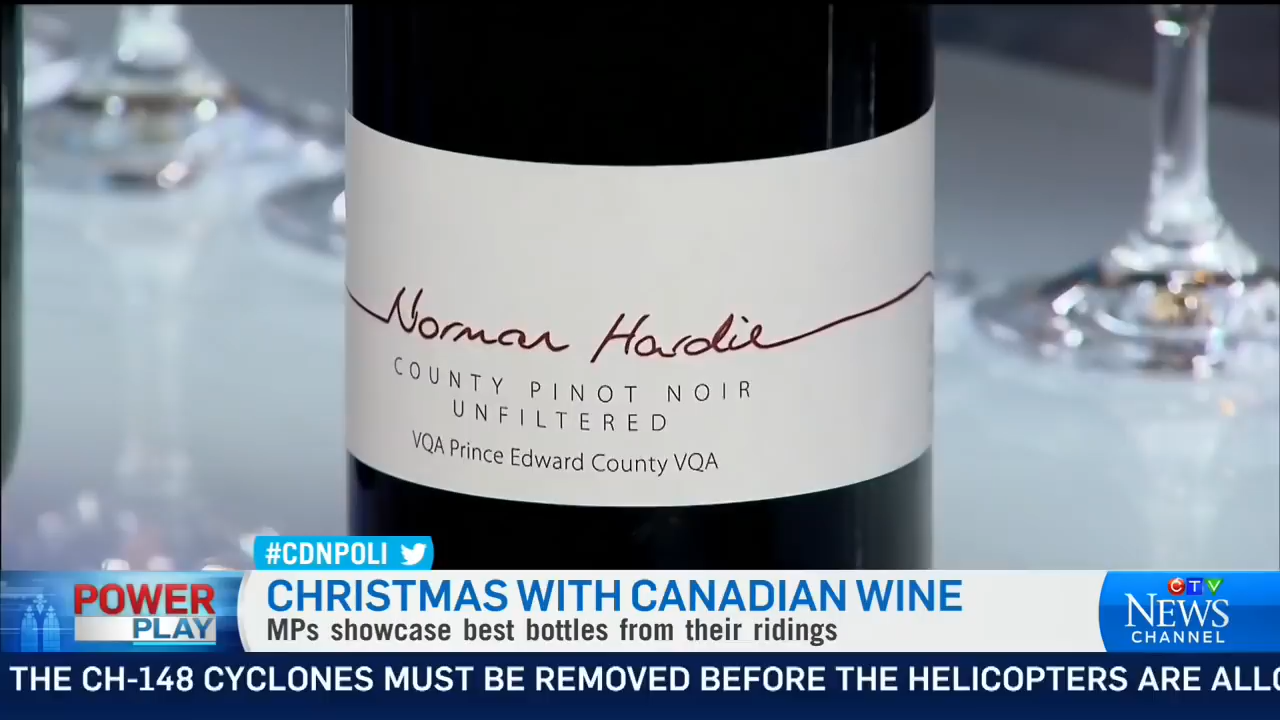 Norman Hardie
COUNTY PINOT NOIR
UNFILTERED
VQA Prince Edward County VQA
#CDNPOLI
POWER
PLAY
CHRISTMAS WITH CANADIAN WINE
MPs showcase best bottles from their ridings
CTV
NEWS
CHANNEL
THE CH-148 CYCLONES MUST BE REMOVED BEFORE THE HELICOPTERS ARE ALLO